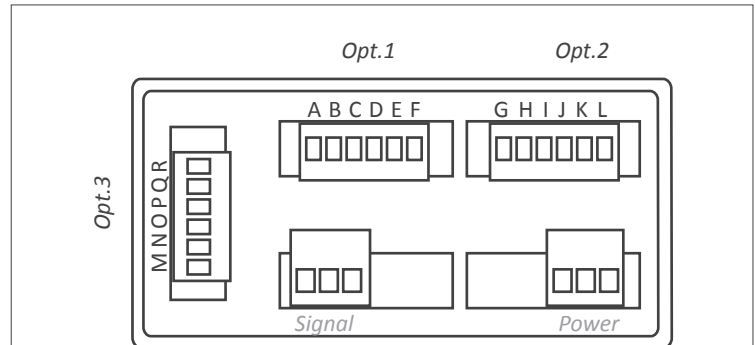 Opt.1 Opt.2
A B C D E F G H I J K L
Opt.3
M N O P Q R
Signal Power